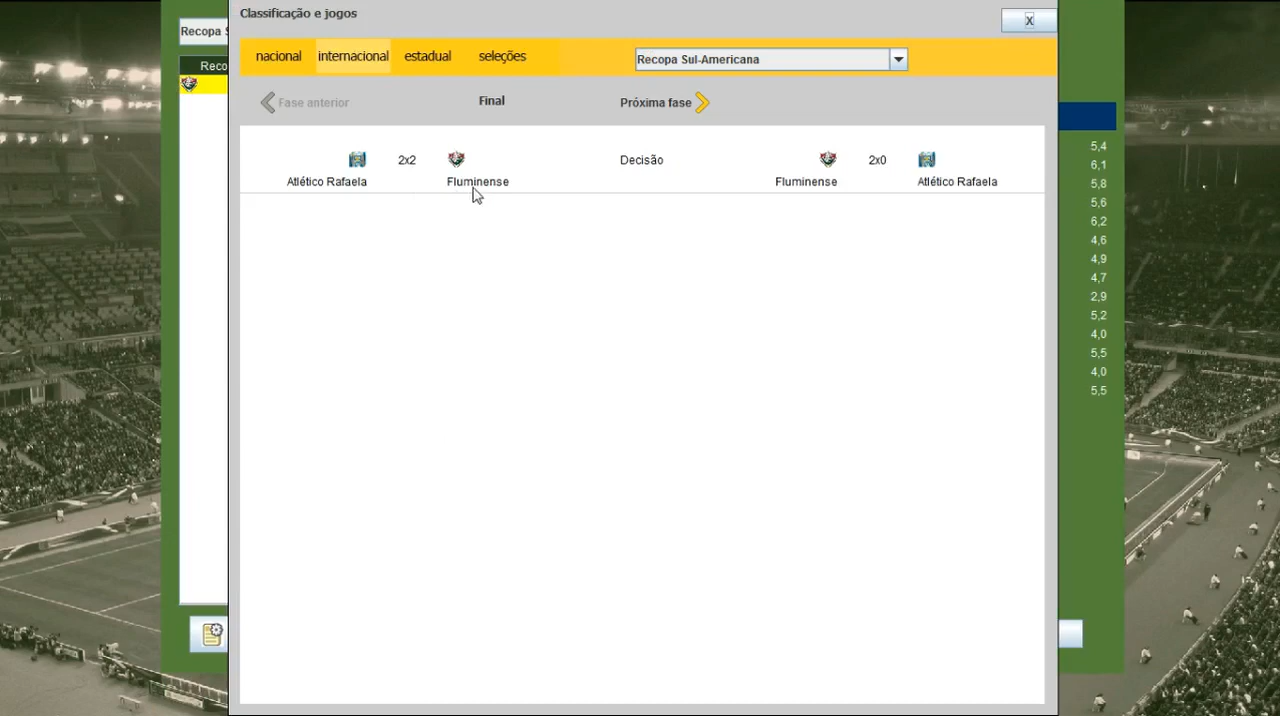 Classificação e jogos
X
nacional internacional estadual seleções
Recopa Sul-Americana
Fase anterior Final Próxima fase
2x2 Decisão 2x0
Atlético Rafaela Fluminense Fluminense Atlético Rafaela
Recopa S
Reco
5,4
6,1
5,8
5,6
6,2
4,6
4,9
4,7
2,9
5,2
4,0
5,5
4,0
5,5